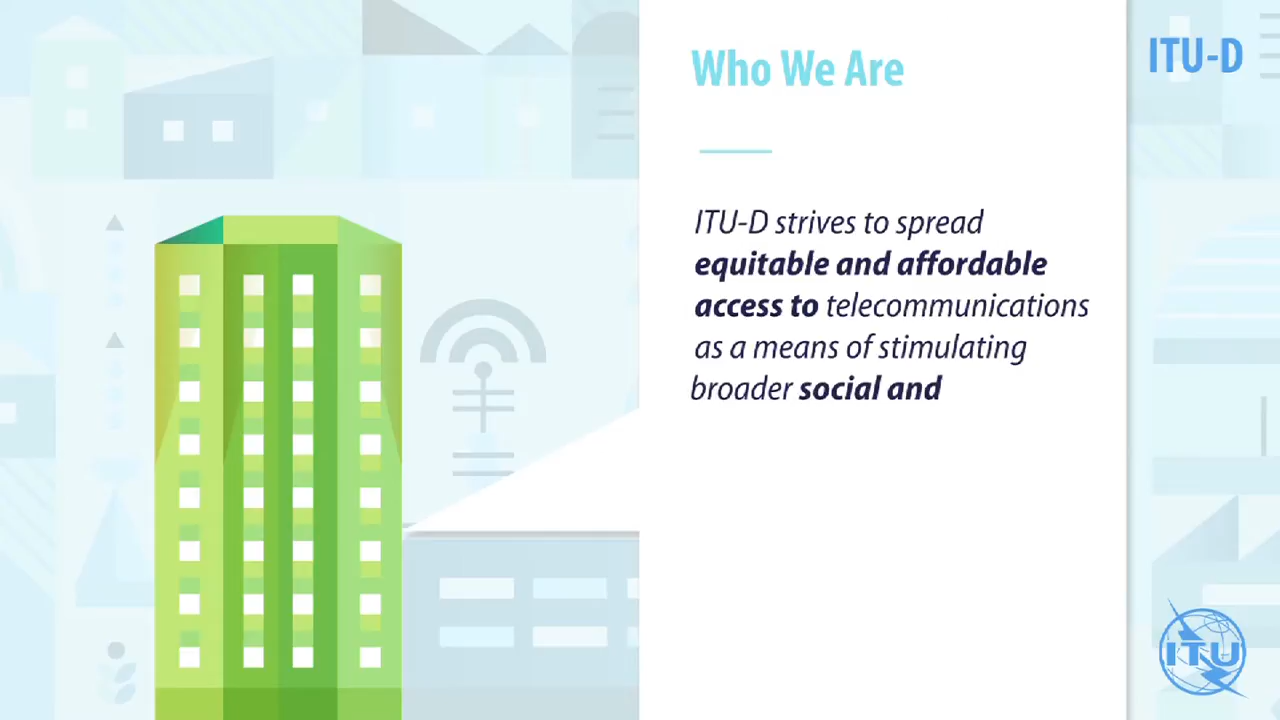 Who We Are
ITU-D
ITU-D strives to spread
equitable and affordable
access to telecommunications
as a means of stimulating
broader social and
ITU